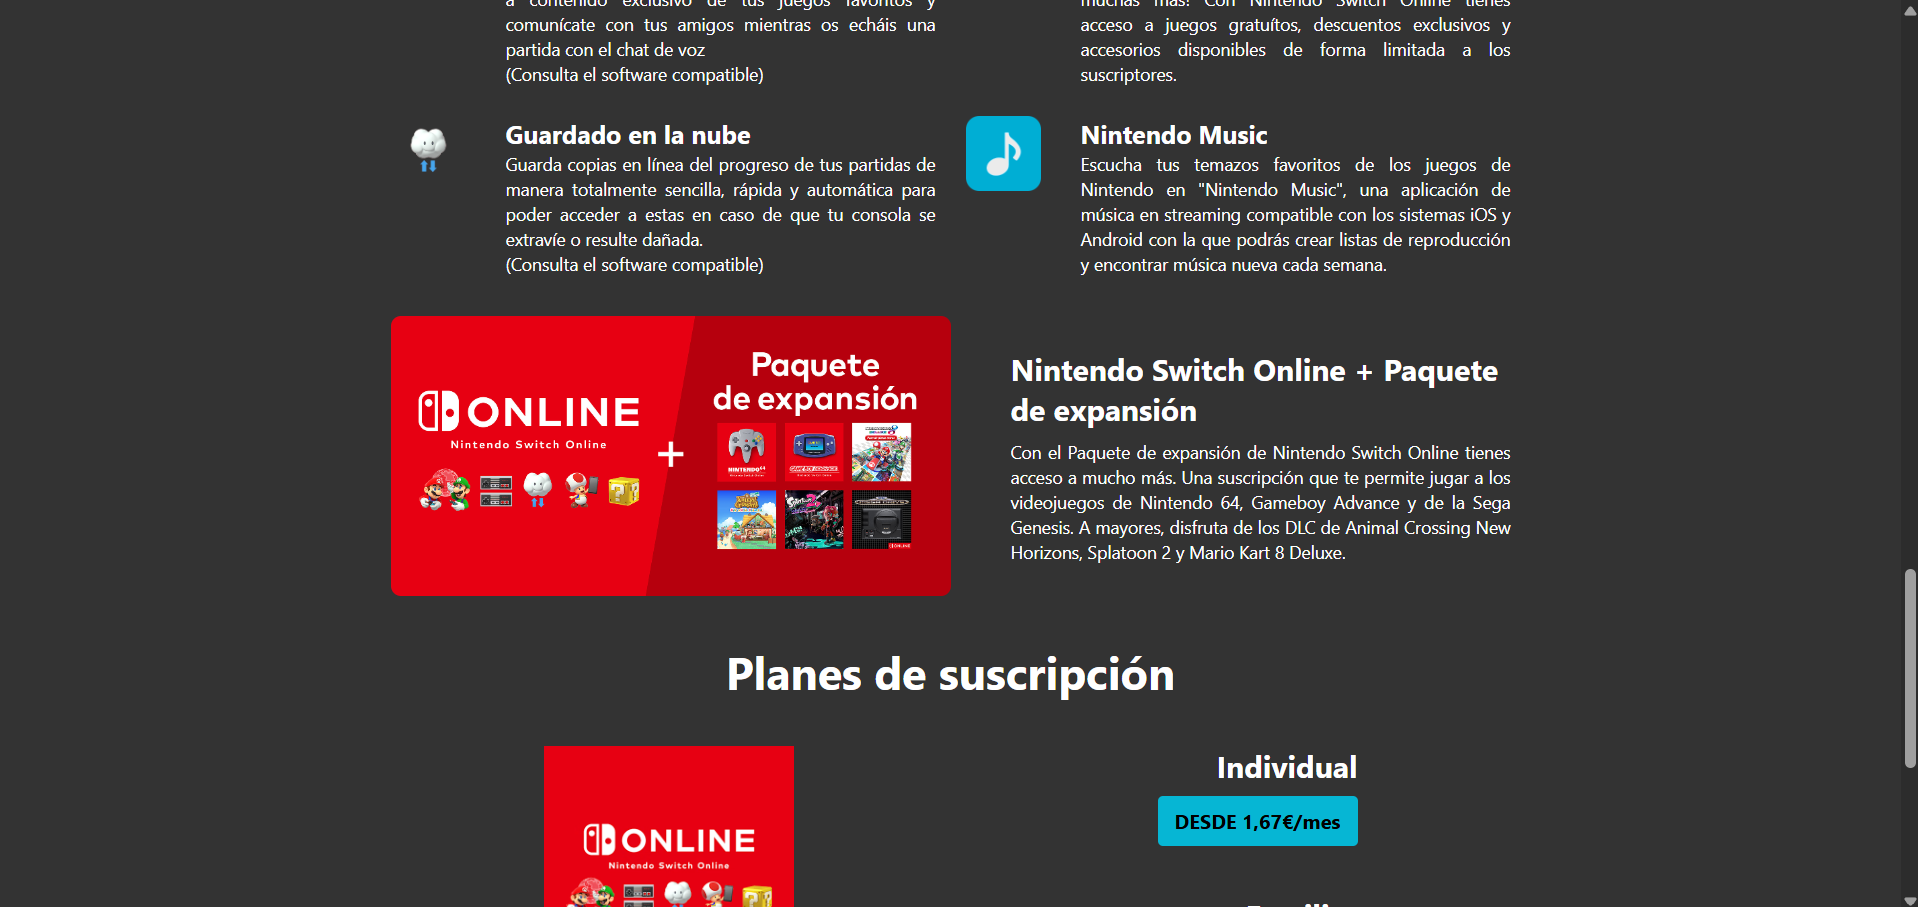 a contenido exclusivo de tus juegos favoritos y
comunícate con tus amigos mientras os echáis una
partida con el chat de voz
(Consulta el software compatible)
muchas más! Con Nintendo Switch Online tienes
acceso a juegos gratuítos, descuentos exclusivos y
accesorios disponibles de forma limitada a los
suscriptores.
Guardado en la nube
Guarda copias en línea del progreso de tus partidas de
manera totalmente sencilla, rápida y automática para
poder acceder a estas en caso de que tu consola se
extravíe o resulte dañada.
(Consulta el software compatible)
Nintendo Music
Escucha tus temazos favoritos de los juegos de
Nintendo en "Nintendo Music", una aplicación de
música en streaming compatible con los sistemas iOS y
Android con la que podrás crear listas de reproducción
y encontrar música nueva cada semana.
ONLINE
Nintendo Switch Online
+
Paquete
de expansión
NINTENDO 64
GAME BOY ADVANCE
ONLINE
Nintendo Switch Online + Paquete
de expansión
Con el Paquete de expansión de Nintendo Switch Online tienes
acceso a mucho más. Una suscripción que te permite jugar a los
videojuegos de Nintendo 64, Gameboy Advance y de la Sega
Genesis. A mayores, disfruta de los DLC de Animal Crossing New
Horizons, Splatoon 2 y Mario Kart 8 Deluxe.
Planes de suscripción
ONLINE
Nintendo Switch Online
Individual
DESDE 1,67€/mes